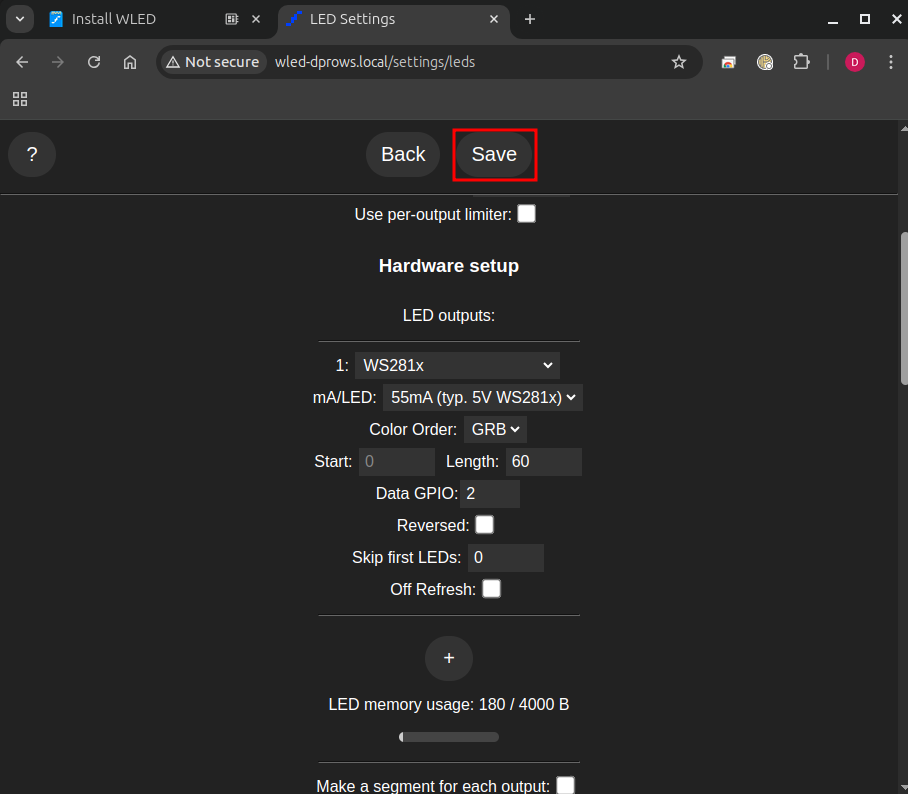 Install WLED
LED Settings
Not secure
wled-dprows.local/settings/leds
D
?
Back
Save
Use per-output limiter:
Hardware setup
LED outputs:
1: WS281x
mA/LED: 55mA (typ. 5V WS281x)
Color Order: GRB
Start: 0 Length: 60
Data GPIO: 2
Reversed:
Skip first LEDs: 0
Off Refresh:
+
LED memory usage: 180 / 4000 B
Make a segment for each output: